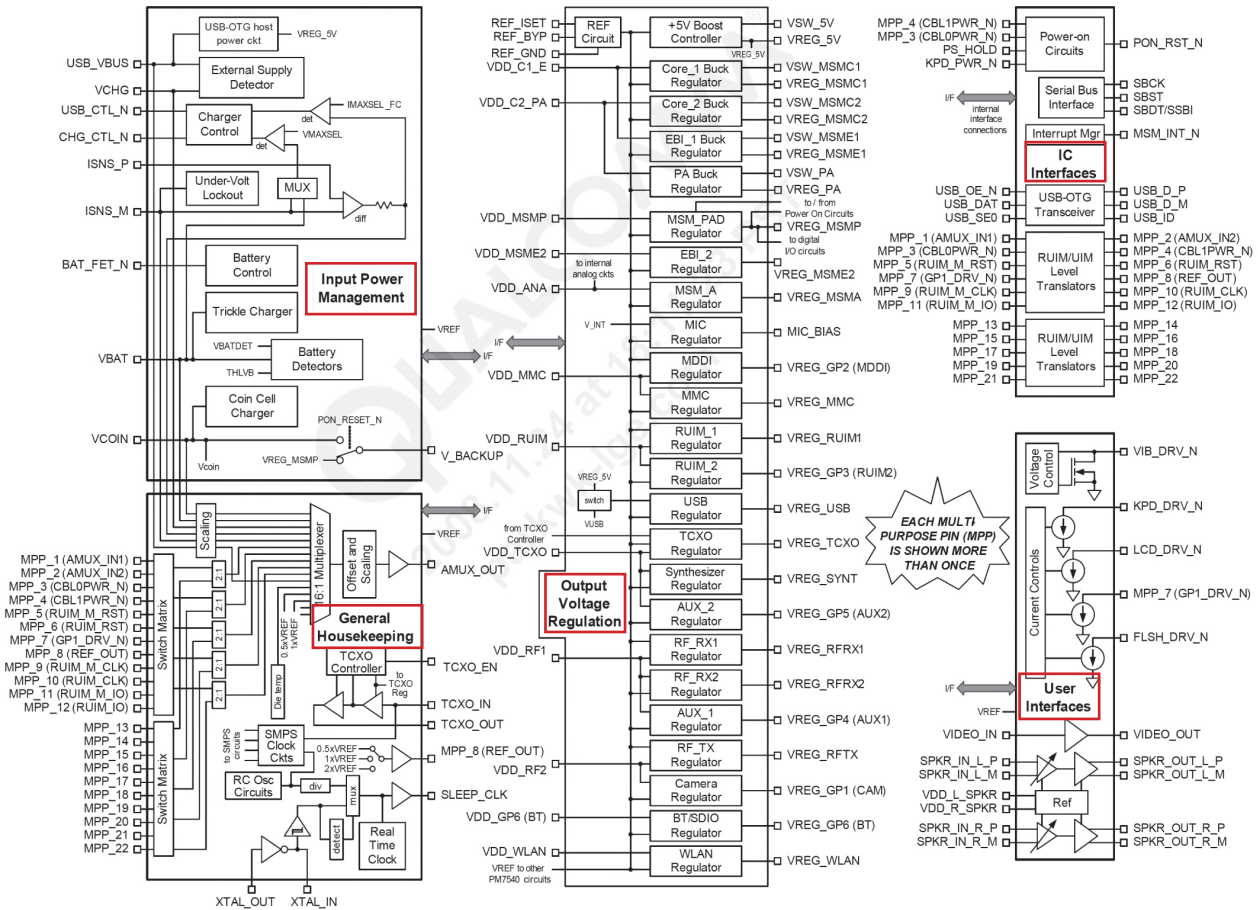 USB-OTG host
power ckt
VREG_5V
USB_VBUS
External Supply
Detector
VCHG
USB_CTL_N
IMAXSEL_FC
Charger
Control
det
VMAXSEL
CHG_CTL_N
det
ISNS_P
Under-Volt
Lockout
MUX
ISNS_M
diff
BAT_FET_N
Battery
Control
Input Power
Management
Trickle Charger
VREF
VBATDET
Battery
Detectors
VBAT
I/F
THLVB
Coin Cell
Charger
PON_RESET_N
VCOIN
Vcoin
VREG_MSMP
V_BACKUP
I/F
VREF
Scaling
16:1 Multiplexer
Offset and
Scaling
AMUX_OUT
MPP_1 (AMUX_IN1)
MPP_2 (AMUX_IN2)
MPP_3 (CBL0PWR_N)
MPP_4 (CBL1PWR_N)
MPP_5 (RUIM_M_RST)
MPP_6 (RUIM_RST)
MPP_7 (GP1_DRV_N)
MPP_8 (REF_OUT)
MPP_9 (RUIM_M_CLK)
MPP_10 (RUIM_CLK)
MPP_11 (RUIM_M_IO)
MPP_12 (RUIM_IO)
Switch Matrix
2:1
2:1
2:1
2:1
2:1
0.5xVREF
1xVREF
Die temp
General
Housekeeping
TCXO
Controller
TCXO_EN
to
TCXO
Reg
TCXO_IN
TCXO_OUT
MPP_13
MPP_14
MPP_15
MPP_16
MPP_17
MPP_18
MPP_19
MPP_20
MPP_21
MPP_22
Switch Matrix
to SMPS
circuits
SMPS
Clock
Ckts
0.5xVREF
1xVREF
2xVREF
MPP_8 (REF_OUT)
RC Osc
Circuits
div
mux
SLEEP_CLK
detect
Real
Time
Clock
XTAL_OUT
XTAL_IN
REF_ISET
REF_BYP
REF_GND
REF
Circuit
+5V Boost
Controller
VSW_5V
VREG_5V
VREG_5V
VDD_C1_E
Core_1 Buck
Regulator
VSW_MSMC1
VREG_MSMC1
VDD_C2_PA
Core_2 Buck
Regulator
VSW_MSMC2
VREG_MSMC2
EBI_1 Buck
Regulator
VSW_MSME1
VREG_MSME1
PA Buck
Regulator
VSW_PA
VREG_PA
to / from
Power On Circuits
VDD_MSMP
MSM_PAD
Regulator
VREG_MSMP
to digital
I/O circuits
VDD_MSME2
EBI_2
Regulator
VREG_MSME2
to internal
analog ckts
VDD_ANA
MSM_A
Regulator
VREG_MSMA
V_INT
MIC
Regulator
MIC_BIAS
I/F
MDDI
Regulator
VREG_GP2 (MDDI)
VDD_MMC
MMC
Regulator
VREG_MMC
VDD_RUIM
RUIM_1
Regulator
VREG_RUIM1
RUIM_2
Regulator
VREG_GP3 (RUIM2)
VREG_5V
switch
VUSB
USB
Regulator
VREG_USB
from TCXO
Controller
TCXO
Regulator
VREG_TCXO
VDD_TCXO
Output
Voltage
Regulation
Synthesizer
Regulator
VREG_SYNT
AUX_2
Regulator
VREG_GP5 (AUX2)
VDD_RF1
RF_RX1
Regulator
VREG_RFRX1
RF_RX2
Regulator
VREG_RFRX2
AUX_1
Regulator
VREG_GP4 (AUX1)
RF_TX
Regulator
VREG_RFTX
VDD_RF2
Camera
Regulator
VREG_GP1 (CAM)
VDD_GP6 (BT)
BT/SDIO
Regulator
VREG_GP6 (BT)
VDD_WLAN
WLAN
Regulator
VREG_WLAN
VREF to other
PM7540 circuits
MPP_4 (CBL1PWR_N)
MPP_3 (CBL0PWR_N)
PS_HOLD
KPD_PWR_N
Power-on
Circuits
PON_RST_N
I/F
internal
interface
connections
Serial Bus
Interface
SBCK
SBST
SBDT/SSBI
Interrupt Mgr
MSM_INT_N
IC
Interfaces
USB_OE_N
USB_DAT
USB_SE0
USB-OTG
Transceiver
USB_D_P
USB_D_M
USB_ID
MPP_1 (AMUX_IN1)
MPP_3 (CBL0PWR_N)
MPP_5 (RUIM_M_RST)
MPP_7 (GP1_DRV_N)
MPP_9 (RUIM_M_CLK)
MPP_11 (RUIM_M_IO)
RUIM/UIM
Level
Translators
MPP_2 (AMUX_IN2)
MPP_4 (CBL1PWR_N)
MPP_6 (RUIM_RST)
MPP_8 (REF_OUT)
MPP_10 (RUIM_CLK)
MPP_12 (RUIM_IO)
MPP_13
MPP_15
MPP_17
MPP_19
MPP_21
RUIM/UIM
Level
Translators
MPP_14
MPP_16
MPP_18
MPP_20
MPP_22
EACH MULTI-
PURPOSE PIN (MPP)
IS SHOWN MORE
THAN ONCE
Voltage
Control
VIB_DRV_N
Current Controls
KPD_DRV_N
LCD_DRV_N
MPP_7 (GP1_DRV_N)
FLSH_DRV_N
I/F
User
Interfaces
VREF
VIDEO_IN
VIDEO_OUT
SPKR_IN_L_P
SPKR_IN_L_M
SPKR_OUT_L_P
SPKR_OUT_L_M
VDD_L_SPKR
VDD_R_SPKR
Ref
SPKR_IN_R_P
SPKR_IN_R_M
SPKR_OUT_R_P
SPKR_OUT_R_M
QUALCOMM